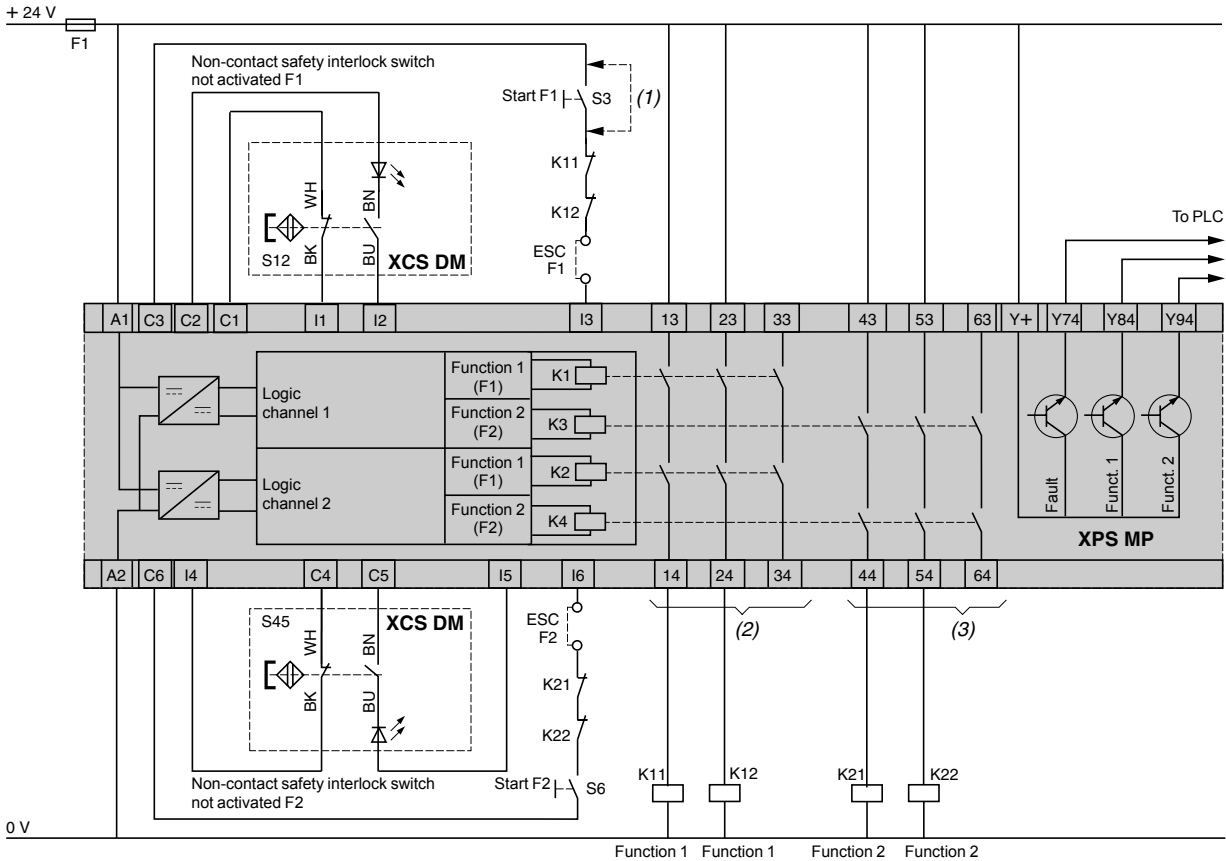 + 24 V
F1
Non-contact safety interlock switch
not activated F1
Start F1
S3
(1)
K11
WH
BN
K12
To PLC
S12
BK
BU
XCS DM
ESC
F1
A1 C3 C2 C1 I1 I2 I3 13 23 33 43 53 63 Y+ Y74 Y84 Y94
Logic
channel 1
Function 1
(F1)
K1
Function 2
(F2)
K3
Logic
channel 2
Function 1
(F1)
K2
Function 2
(F2)
K4
Fault
Funct. 1
Funct. 2
XPS MP
A2 C6 I4 C4 C5 I5 I6 14 24 34 44 54 64
S45
WH
BN
XCS DM
ESC
F2
(2)
(3)
BK
BU
K21
K22
Non-contact safety interlock switch
not activated F2
Start F2
S6
K11
K12
K21
K22
0 V
Function 1 Function 1 Function 2 Function 2